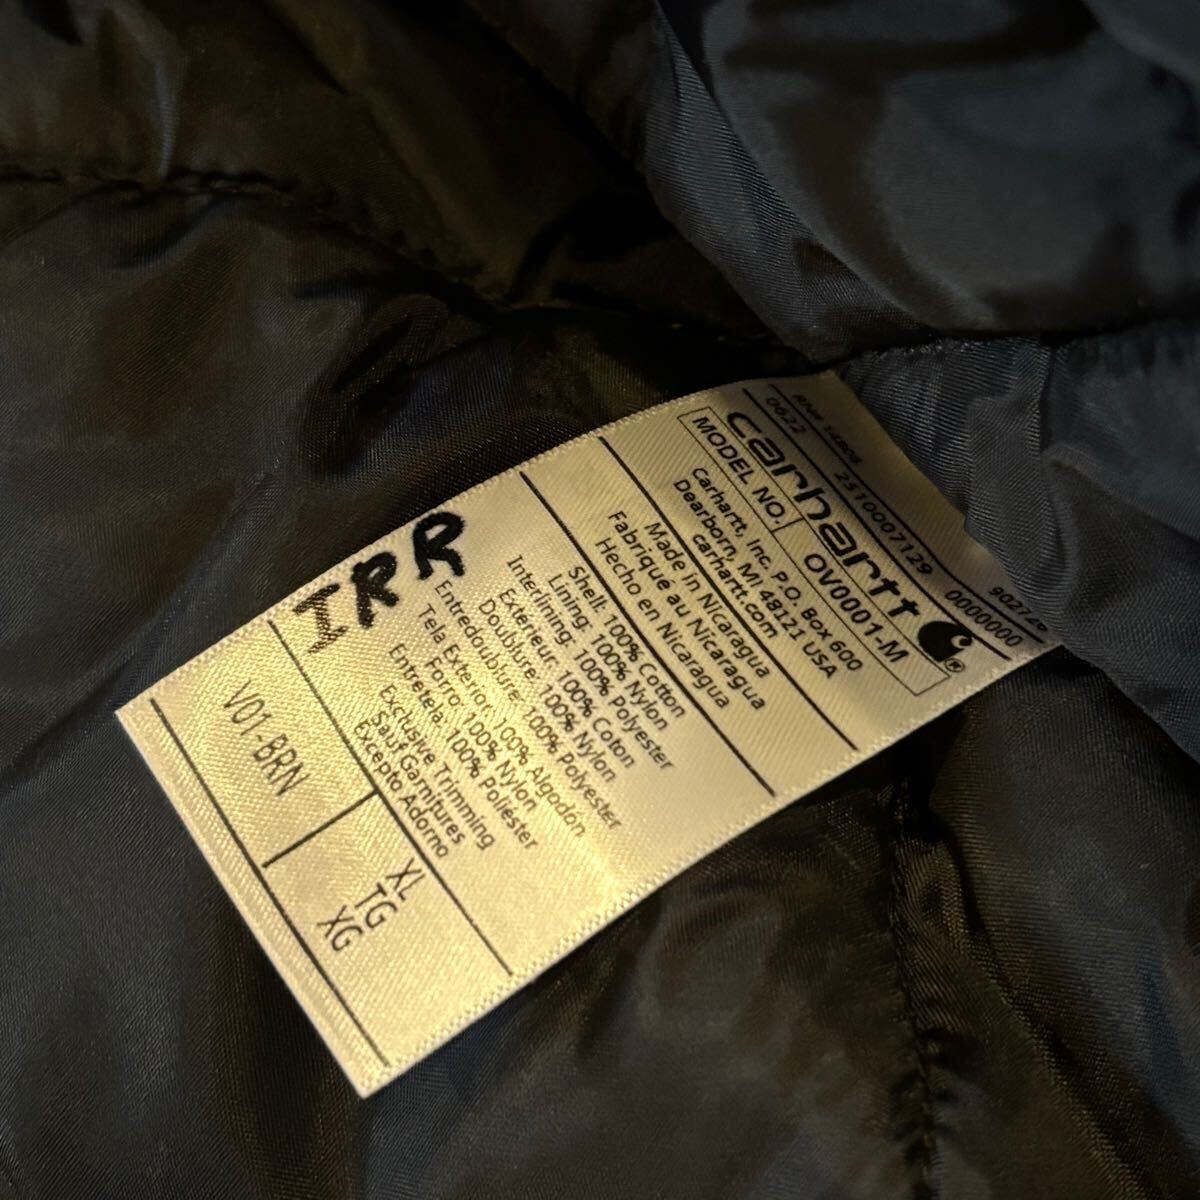 RN# 14806
0622 2510007129 0000000
carhartt
MODEL NO. OV0001-M
Carhartt, Inc. P.O. Box 600
Dearborn, MI 48121 USA
carhartt.com
Made in Nicaragua
Fabriqué au Nicaragua
Hecho en Nicaragua
Shell: 100% Cotton
Lining: 100% Nylon
Interlining: 100% Polyester
Exterieur: 100% Coton
Doublure: 100% Nylon
Entredoublure: 100% Polyester
Tela Exterior: 100% Algodón
Forro: 100% Nylon
Entretela: 100% Poliéster
Exclusive Trimming
Sauf Garnitures
Excepto Adorno
IRR
V01-BRN
XL
TG
XG